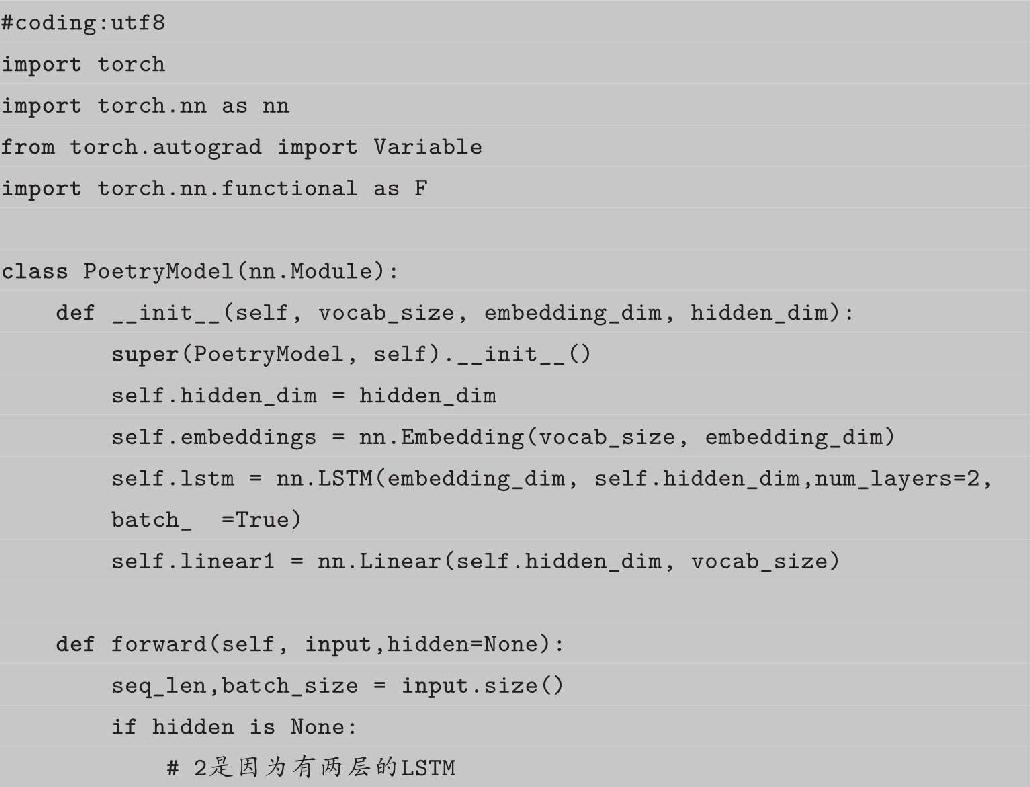 #coding:utf8
import torch
import torch.nn as nn
from torch.autograd import Variable
import torch.nn.functional as F
class PoetryModel(nn.Module):
    def __init__(self, vocab_size, embedding_dim, hidden_dim):
        super(PoetryModel, self).__init__()
        self.hidden_dim = hidden_dim
        self.embeddings = nn.Embedding(vocab_size, embedding_dim)
        self.lstm = nn.LSTM(embedding_dim, self.hidden_dim,num_layers=2,
        batch_  =True)
        self.linear1 = nn.Linear(self.hidden_dim, vocab_size)
    def forward(self, input,hidden=None):
        seq_len,batch_size = input.size()
        if hidden is None:
            # 2是因为有两层的LSTM